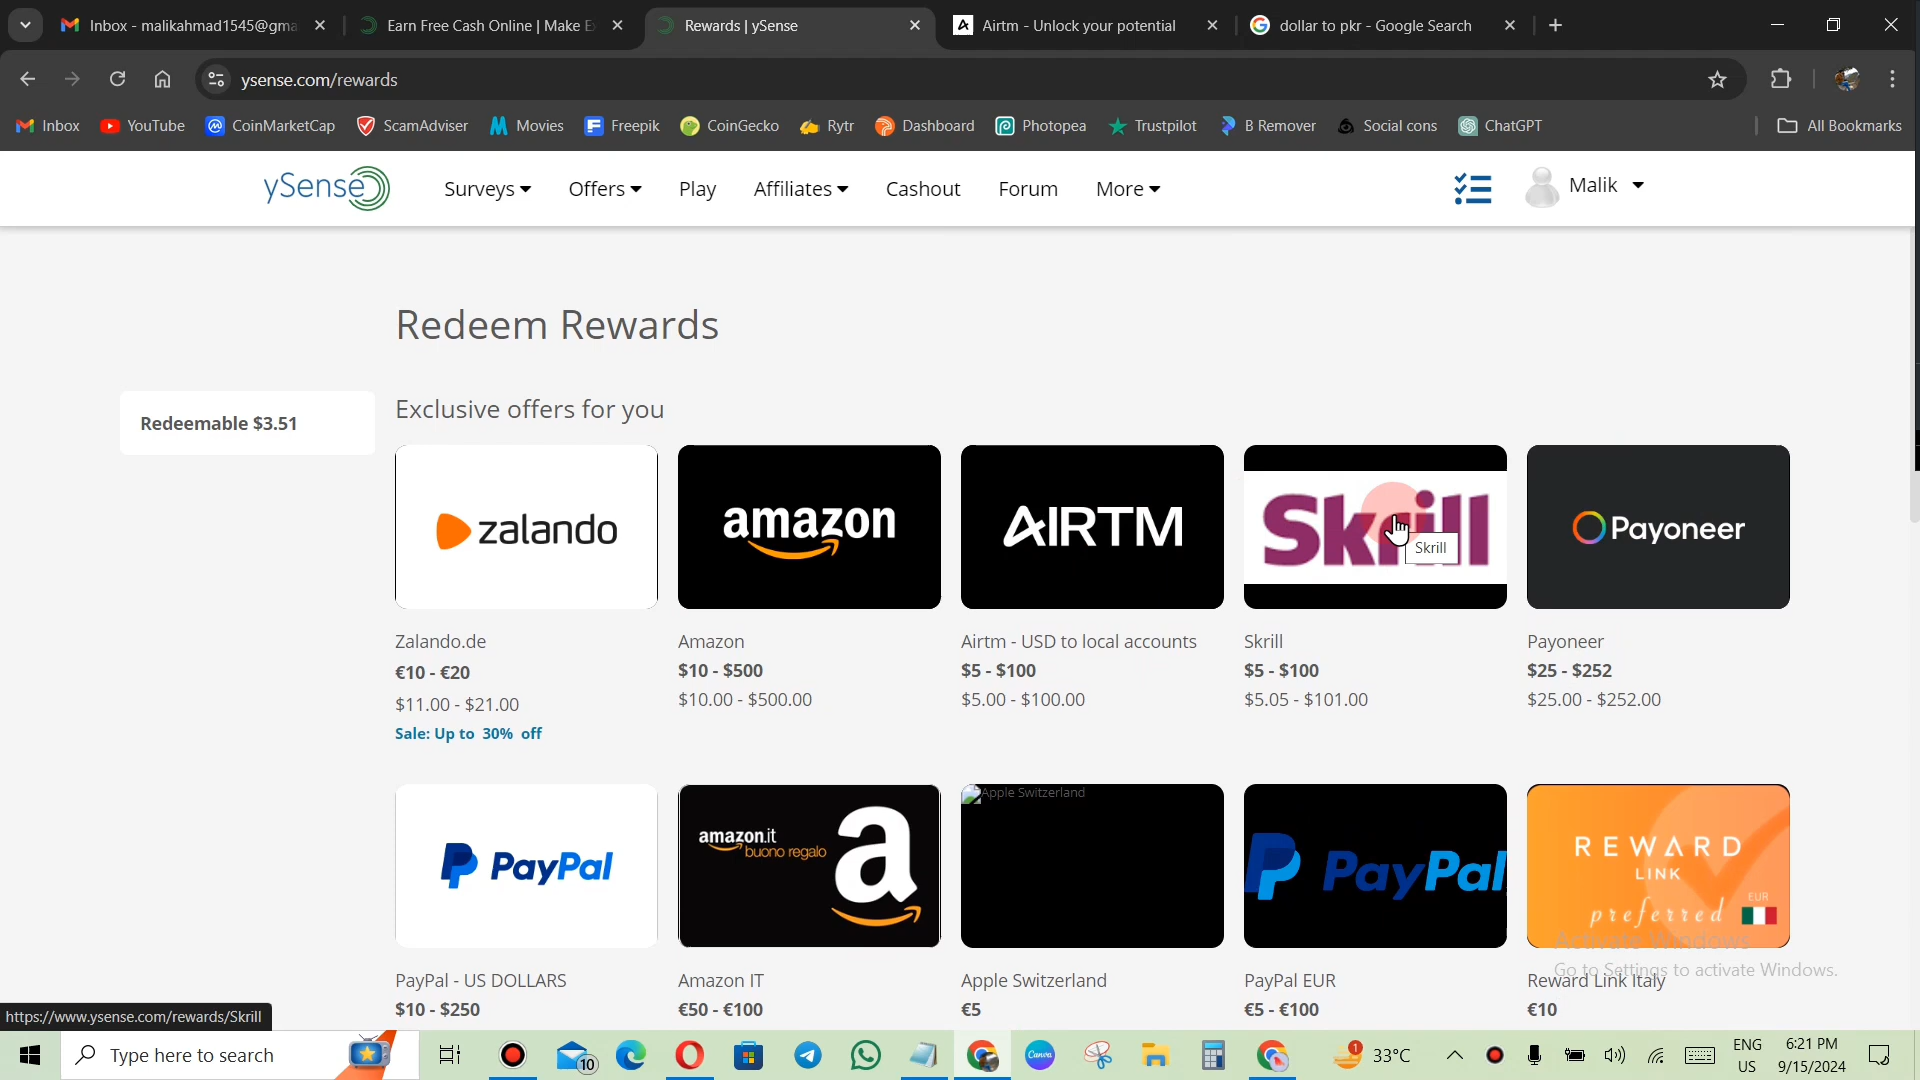 Inbox - malikahmad1545@gma
Earn Free Cash Online | Make E
Rewards | ySense
Airtm - Unlock your potential
dollar to pkr - Google Search
ysense.com/rewards
Inbox
YouTube
CoinMarketCap
ScamAdviser
Movies
Freepik
CoinGecko
Rytr
Dashboard
Photopea
Trustpilot
B Remover
Social cons
ChatGPT
All Bookmarks
ySense
Surveys
Offers
Play
Affiliates
Cashout
Forum
More
Malik
Redeem Rewards
Redeemable $3.51
Exclusive offers for you
zalando
amazon
AIRTM
Skrill
Skrill
Payoneer
Zalando.de
€10 - €20
$11.00 - $21.00
Sale: Up to 30% off
Amazon
$10 - $500
$10.00 - $500.00
Airtm - USD to local accounts
$5 - $100
$5.00 - $100.00
Skrill
$5 - $100
$5.05 - $101.00
Payoneer
$25 - $252
$25.00 - $252.00
PayPal
amazon.it
buono regalo
Apple Switzerland
PayPal
REWARD
LINK
preferred
EUR
PayPal - US DOLLARS
$10 - $250
Amazon IT
€50 - €100
Apple Switzerland
€5
PayPal EUR
€5 - €100
Reward Link Italy
€10
Activate Windows
Go to Settings to activate Windows.
https://www.ysense.com/rewards/Skrill
Type here to search
10
Canva
1
33°C
ENG
US
6:21 PM
9/15/2024